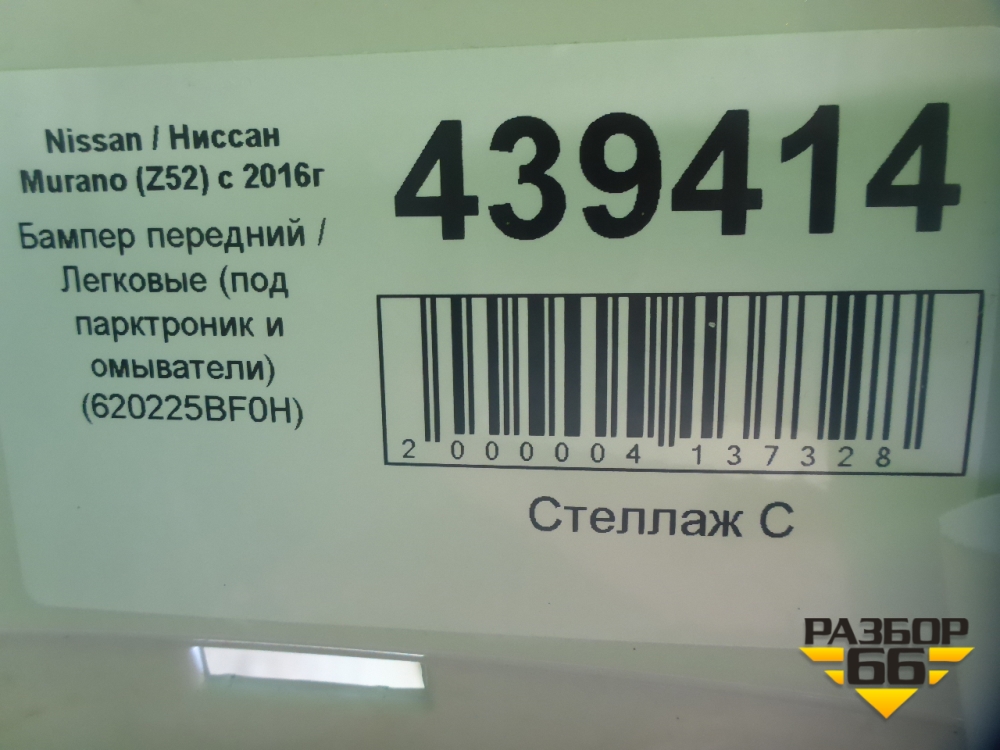 Nissan / Ниссан
Murano (Z52) с 2016г
Бампер передний /
Легковые (под
парктроник и
омыватели)
(620225BF0H)
439414
2 000004 137328
Стеллаж С
РАЗБОР
66